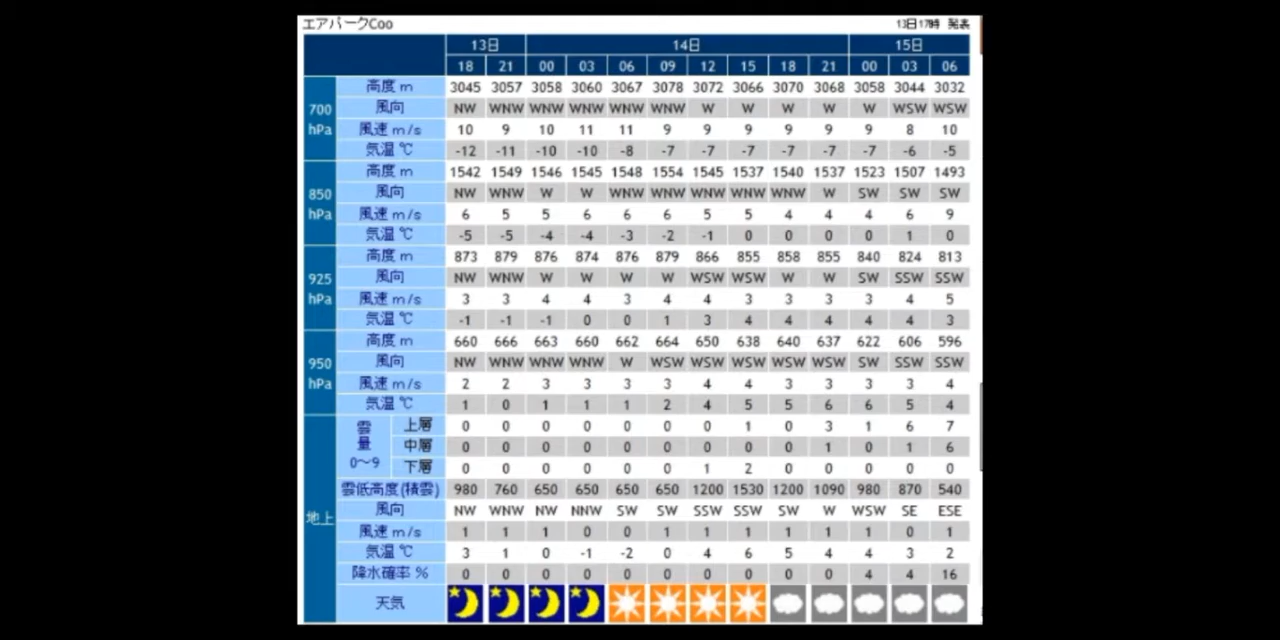 エアパークCoo 13日17時 発表
13日 14日 15日
18 21 00 03 06 09 12 15 18 21 00 03 06
700 hPa
高度 m 3045 3057 3058 3060 3067 3078 3072 3066 3070 3068 3058 3044 3032
風向 NW WNW WNW WNW WNW WNW W W W W W WSW WSW
風速 m/s 10 9 10 11 11 9 9 9 9 9 9 8 10
気温 ℃ -12 -11 -10 -10 -8 -7 -7 -7 -7 -7 -7 -6 -5
850 hPa
高度 m 1542 1549 1546 1545 1548 1554 1545 1537 1540 1537 1523 1507 1493
風向 NW WNW W W WNW WNW WNW WNW WNW W SW SW SW
風速 m/s 6 5 5 6 6 6 5 5 4 4 4 6 9
気温 ℃ -5 -5 -4 -4 -3 -2 -1 0 0 0 0 1 0
925 hPa
高度 m 873 879 876 874 876 879 866 855 858 855 840 824 813
風向 NW WNW W W W W WSW WSW W W SW SSW SSW
風速 m/s 3 3 4 4 3 4 4 3 3 3 3 4 5
気温 ℃ -1 -1 -1 0 0 1 3 4 4 4 4 4 3
950 hPa
高度 m 660 666 663 660 662 664 650 638 640 637 622 606 596
風向 NW WNW WNW WNW W WSW WSW WSW WSW WSW SW SSW SSW
風速 m/s 2 2 3 3 3 3 4 4 3 3 3 3 4
気温 ℃ 1 0 1 1 1 2 4 5 5 6 6 5 4
地上
雲量 0～9
上層 0 0 0 0 0 0 0 1 0 3 1 6 7
中層 0 0 0 0 0 0 0 0 0 1 0 1 6
下層 0 0 0 0 0 0 1 2 0 0 0 0 0
雲低高度(積雲) 980 760 650 650 650 650 1200 1530 1200 1090 980 870 540
風向 NW WNW NW NNW SW SW SSW SSW SW W WSW SE ESE
風速 m/s 1 1 1 0 0 1 1 1 1 1 1 0 1
気温 ℃ 3 1 0 -1 -2 0 4 6 5 4 4 3 2
降水確率 % 0 0 0 0 0 0 0 0 0 0 4 4 16
天気